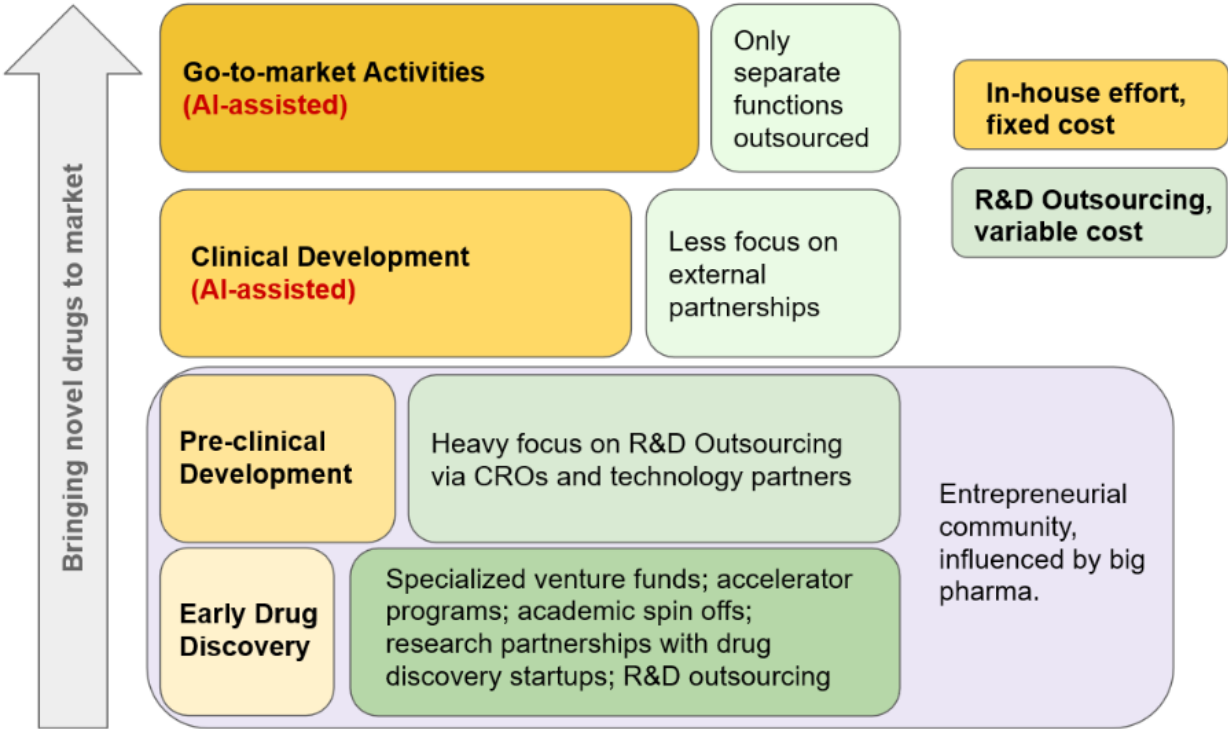 Bringing novel drugs to market
Go-to-market Activities
(AI-assisted)
Only
separate
functions
outsourced
In-house effort,
fixed cost
R&D Outsourcing,
variable cost
Clinical Development
(AI-assisted)
Less focus on
external
partnerships
Pre-clinical
Development
Heavy focus on R&D Outsourcing
via CROs and technology partners
Entrepreneurial
community,
influenced by big
pharma.
Early Drug
Discovery
Specialized venture funds; accelerator
programs; academic spin offs;
research partnerships with drug
discovery startups; R&D outsourcing